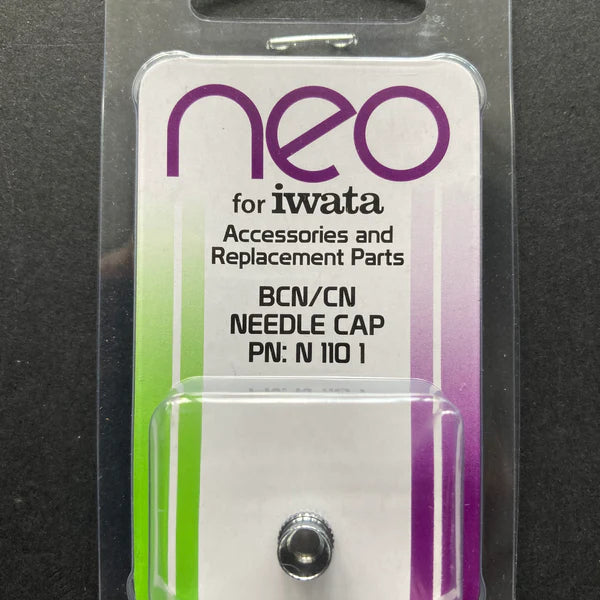 neo
for iwata
Accessories and
Replacement Parts
BCN/CN
NEEDLE CAP
PN: N 110 1